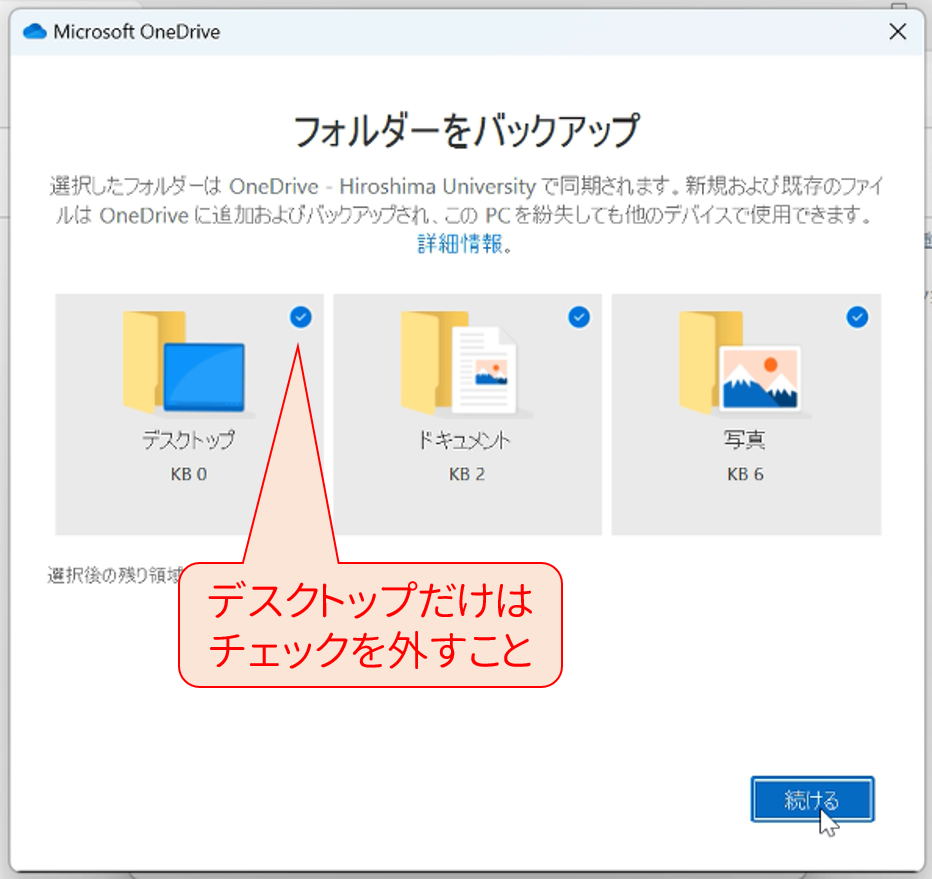 Microsoft OneDrive
フォルダーをバックアップ
選択したフォルダーは OneDrive - Hiroshima University で同期されます。新規および既存のファイ
ルは OneDrive に追加およびバックアップされ、この PC を紛失しても他のデバイスで使用できます。
詳細情報。
デスクトップ
KB 0
ドキュメント
KB 2
写真
KB 6
選択後の残り領域
デスクトップだけは
チェックを外すこと
続ける